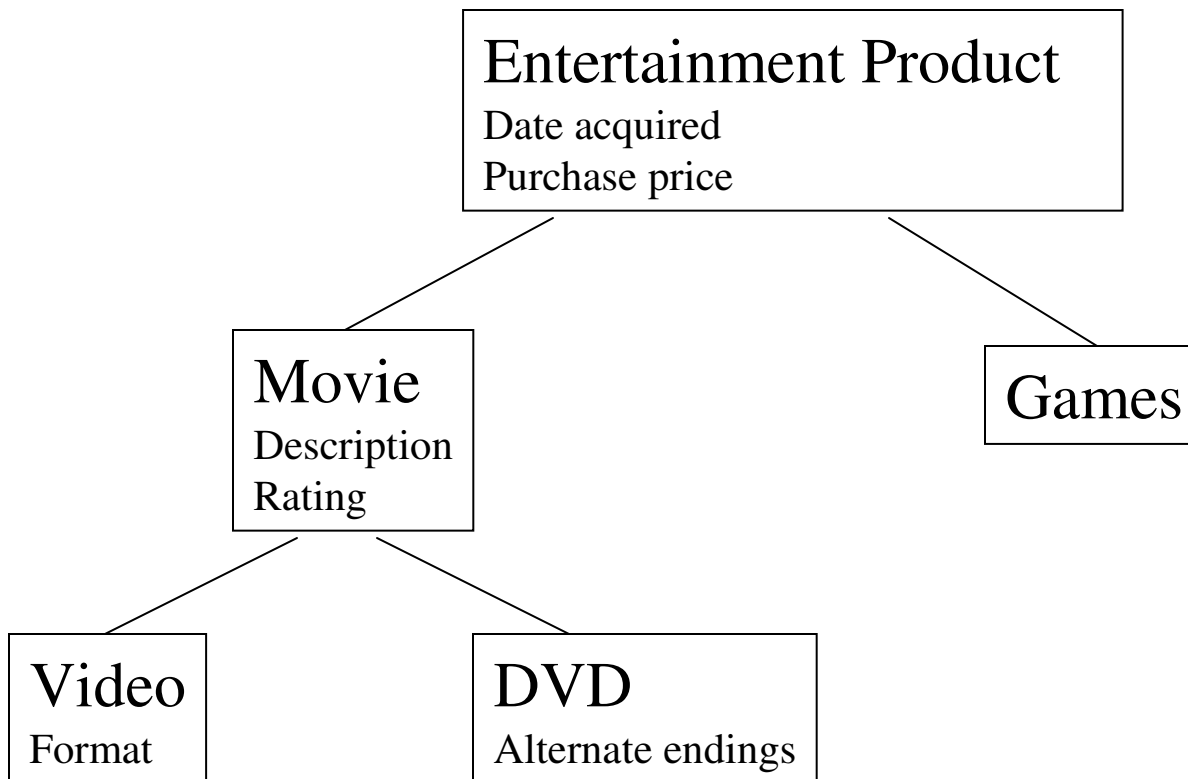 Entertainment Product
Date acquired
Purchase price
Movie
Description
Rating
Games
Video
Format
DVD
Alternate endings